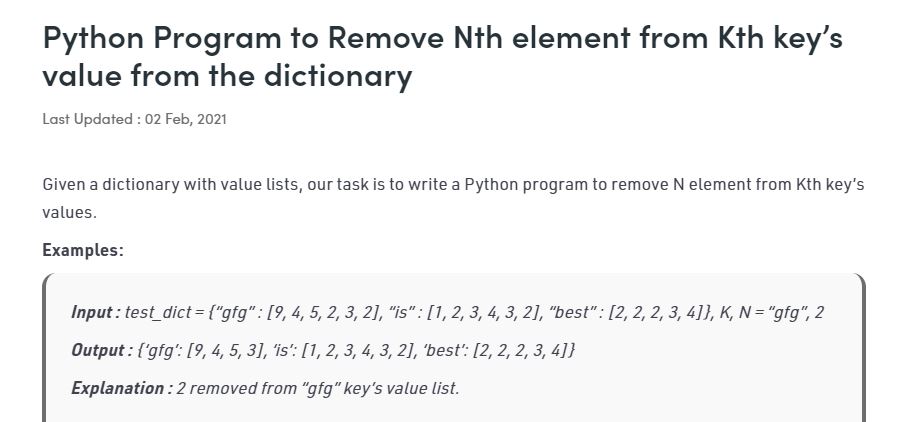 Python Program to Remove Nth element from Kth key’s
value from the dictionary
Last Updated : 02 Feb, 2021
Given a dictionary with value lists, our task is to write a Python program to remove N element from Kth key’s
values.
Examples:
Input : test_dict = {“gfg” : [9, 4, 5, 2, 3, 2], “is” : [1, 2, 3, 4, 3, 2], “best” : [2, 2, 2, 3, 4]}, K, N = “gfg”, 2
Output : {‘gfg’: [9, 4, 5, 3], ‘is’: [1, 2, 3, 4, 3, 2], ‘best’: [2, 2, 2, 3, 4]}
Explanation : 2 removed from “gfg” key’s value list.